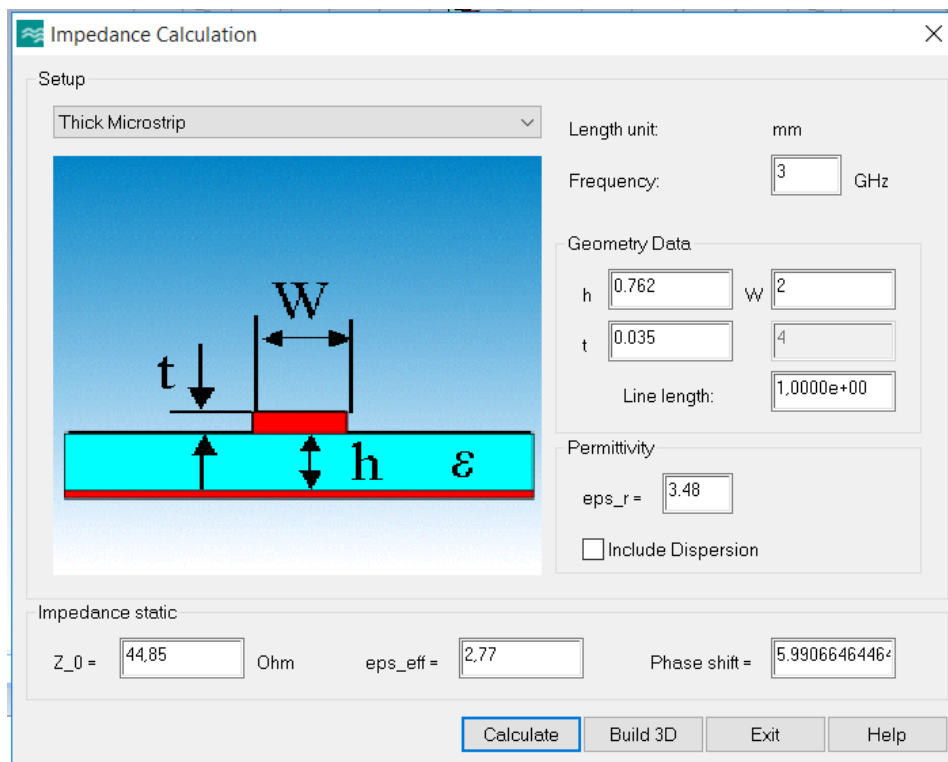 Impedance Calculation
Setup
Thick Microstrip
Length unit: mm
Frequency: 3 GHz
W
t
h ε
Geometry Data
h 0.762 W 2
t 0.035 4
Line length: 1,0000e+00
Permittivity
eps_r = 3.48
Include Dispersion
Impedance static
Z_0 = 44,85 Ohm eps_eff = 2,77 Phase shift = 5.99066464464
Calculate Build 3D Exit Help